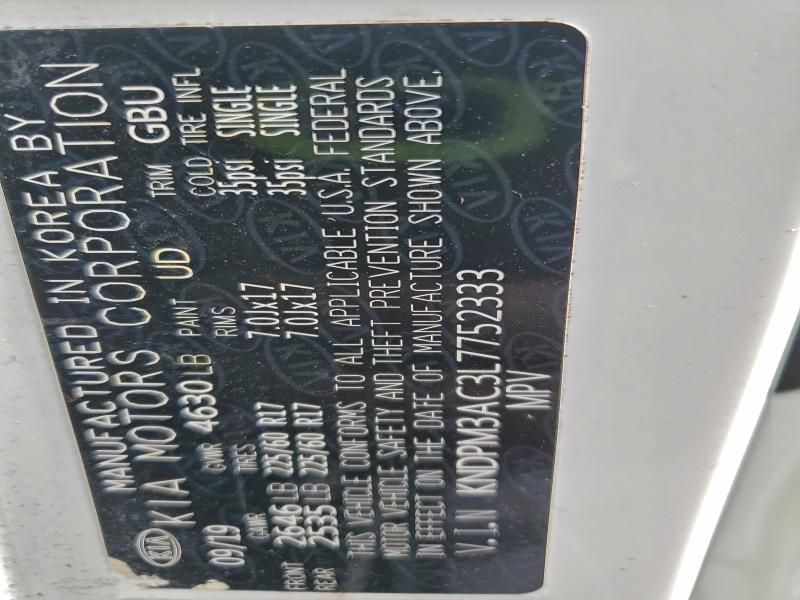 MANUFACTURED IN KOREA BY
KIA KIA MOTORS CORPORATION
09/19 GVWR 4630LB PAINT UD TRIM GBU
GAWR TIRES RIMS COLD TIRE INFL
FRONT 2646LB 225/60 R17 7.0Jx17 35psi SINGLE
REAR 2535LB 225/60 R17 7.0Jx17 35psi SINGLE
THIS VEHICLE CONFORMS TO ALL APPLICABLE U.S.A. FEDERAL
MOTOR VEHICLE SAFETY AND THEFT PREVENTION STANDARDS
IN EFFECT ON THE DATE OF MANUFACTURE SHOWN ABOVE.
V.I.N KNDPM3AC3L7752333
MPV